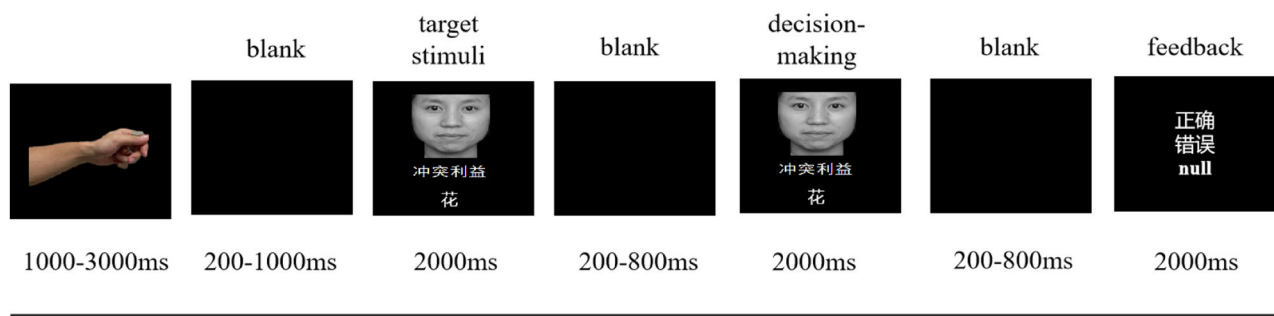 blank
target
stimuli
blank
decision-
making
blank
feedback
冲突利益
花
冲突利益
花
正确
错误
null
1000-3000ms
200-1000ms
2000ms
200-800ms
2000ms
200-800ms
2000ms